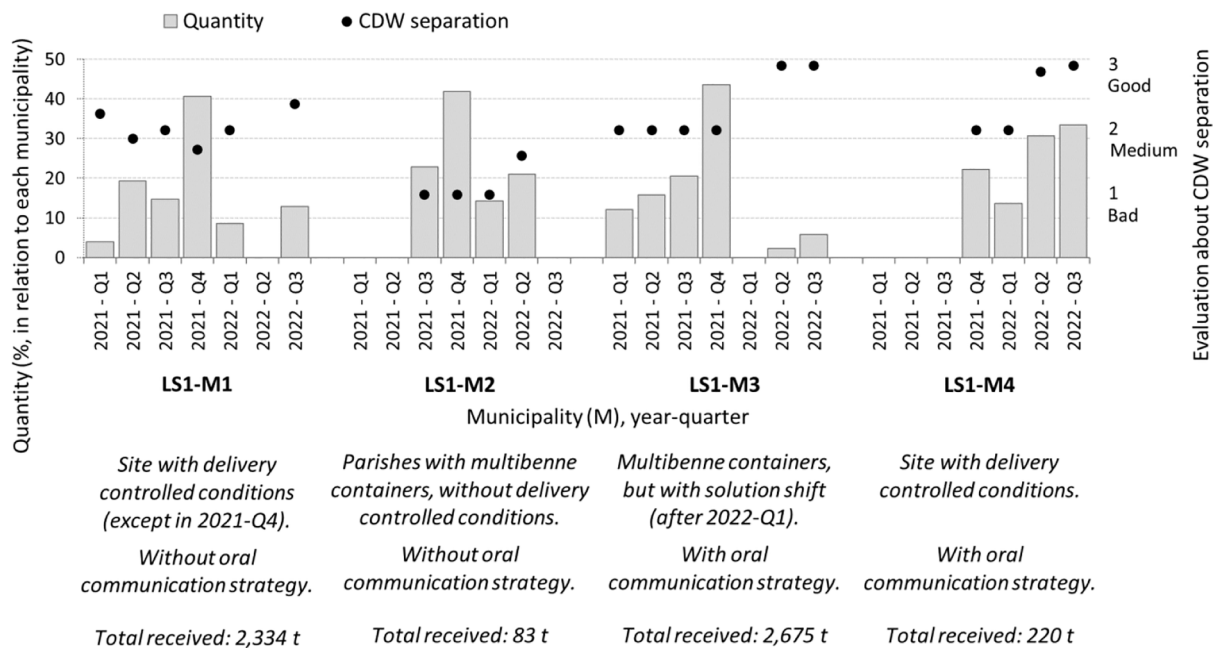 Quantity
CDW separation
Quantity (%, in relation to each municipality)
50
40
30
20
10
0
3
Good
2
Medium
1
Bad
Evaluation about CDW separation
2021 - Q1
2021 - Q2
2021 - Q3
2021 - Q4
2022 - Q1
2022 - Q2
2022 - Q3
2021 - Q1
2021 - Q2
2021 - Q3
2021 - Q4
2022 - Q1
2022 - Q2
2022 - Q3
2021 - Q1
2021 - Q2
2021 - Q3
2021 - Q4
2022 - Q1
2022 - Q2
2022 - Q3
2021 - Q1
2021 - Q2
2021 - Q3
2021 - Q4
2022 - Q1
2022 - Q2
2022 - Q3
LS1-M1
LS1-M2
LS1-M3
LS1-M4
Municipality (M), year-quarter
Site with delivery
controlled conditions
(except in 2021-Q4).
Without oral
communication strategy.
Total received: 2,334 t
Parishes with multibenne
containers, without delivery
controlled conditions.
Without oral
communication strategy.
Total received: 83 t
Multibenne containers,
but with solution shift
(after 2022-Q1).
With oral
communication strategy.
Total received: 2,675 t
Site with delivery
controlled conditions.
With oral
communication strategy.
Total received: 220 t